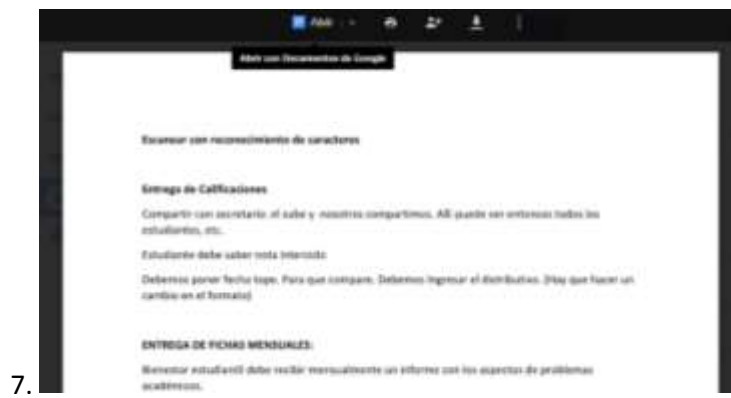 Abrir
Abrir con Documentos de Google
Escanear con reconocimiento de caracteres
Entrega de Calificaciones
Compartir con secretario, el sube y nosotros compartimos. Allí puede ver entonces todos los
estudiantes, etc.
Estudiante debe saber nota
Debemos poner fecha tope. Para que compare. Debemos ingresar el distributivo. (Hay que hacer un
cambio en el formato)
ENTREGA DE FICHAS MENSUALES:
Bienestar estudiantil debe recibir mensualmente un informe con los aspectos de problemas
académicos.
7.